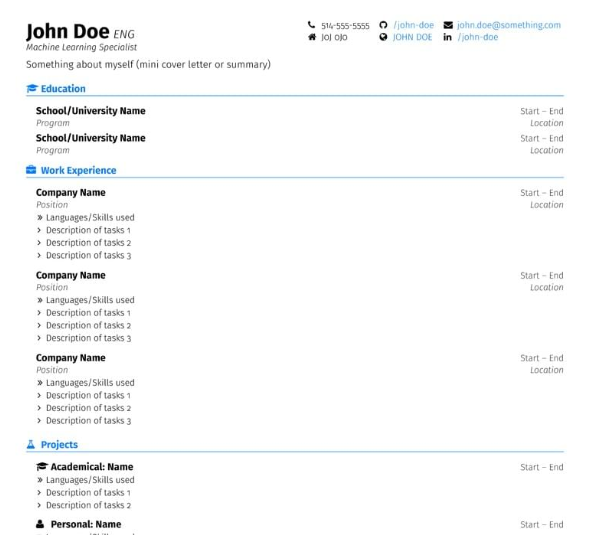 John Doe ENG
Machine Learning Specialist
514-555-5555 /john-doe john.doe@something.com
J0J 0J0 JOHN DOE /john-doe
Something about myself (mini cover letter or summary)
Education
School/University Name Start – End
Program Location
School/University Name Start – End
Program Location
Work Experience
Company Name Start – End
Position Location
» Languages/Skills used
> Description of tasks 1
> Description of tasks 2
> Description of tasks 3
Company Name Start – End
Position Location
» Languages/Skills used
> Description of tasks 1
> Description of tasks 2
> Description of tasks 3
Company Name Start – End
Position Location
» Languages/Skills used
> Description of tasks 1
> Description of tasks 2
> Description of tasks 3
Projects
Academical: Name Start – End
» Languages/Skills used
> Description of tasks 1
> Description of tasks 2
Personal: Name Start – End